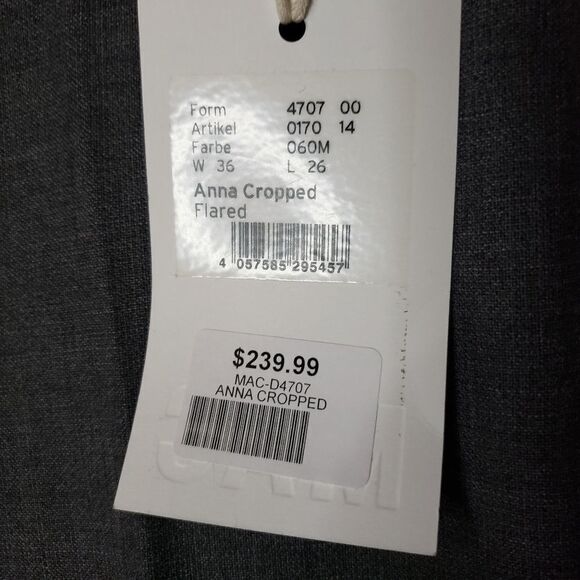 Form 4707 00
Artikel 0170 14
Farbe 060M
W 36 L 26
Anna Cropped
Flared
4 057585 295457
$239.99
MAC-D4707
ANNA CROPPED
MAC